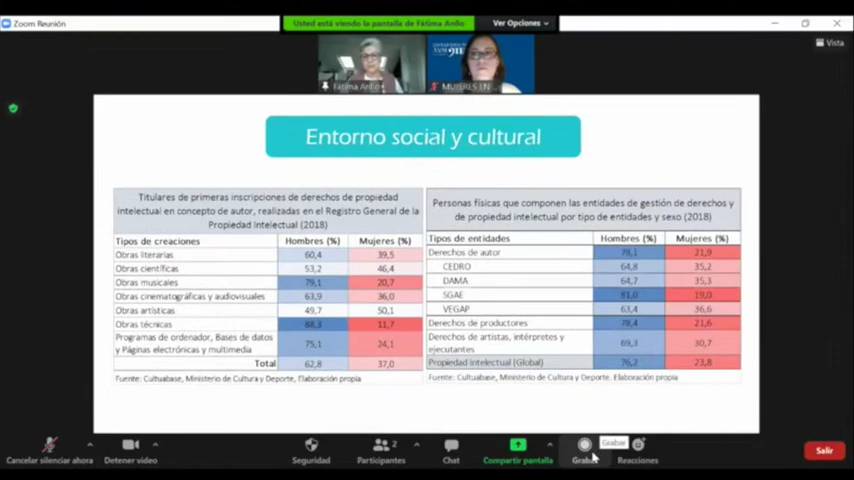 Zoom Reunión
Usted está viendo la pantalla de Fátima Anllo
Ver Opciones
Vista
Fátima Anllo
MUJERES EN
Entorno social y cultural
Titulares de primeras inscripciones de derechos de propiedad
intelectual en concepto de autor, realizadas en el Registro General de la
Propiedad Intelectual (2018)
Tipos de creaciones Hombres (%) Mujeres (%)
Obras literarias 60,4 39,5
Obras científicas 53,2 46,4
Obras musicales 79,1 20,7
Obras cinematográficas y audiovisuales 63,9 36,0
Obras artísticas 49,7 50,1
Obras técnicas 88,3 11,7
Programas de ordenador, Bases de datos
y Páginas electrónicas y multimedia 75,1 24,1
Total 62,8 37,0
Fuente: Cultuabase, Ministerio de Cultura y Deporte, Elaboración propia
Personas físicas que componen las entidades de gestión de derechos y
de propiedad intelectual por tipo de entidades y sexo (2018)
Tipos de entidades Hombres (%) Mujeres (%)
Derechos de autor 78,1 21,9
CEDRO 64,8 35,2
DAMA 64,7 35,3
SGAE 81,0 19,0
VEGAP 63,4 36,6
Derechos de productores 78,4 21,6
Derechos de artistas, intérpretes y
ejecutantes 69,3 30,7
Propiedad Intelectual (Global) 76,2 23,8
Fuente: Cultuabase, Ministerio de Cultura y Deporte. Elaboración propia
Grabar
2
Cancelar silenciar ahora
Detener video
Seguridad
Participantes
Chat
Compartir pantalla
Grabar
Reacciones
Salir